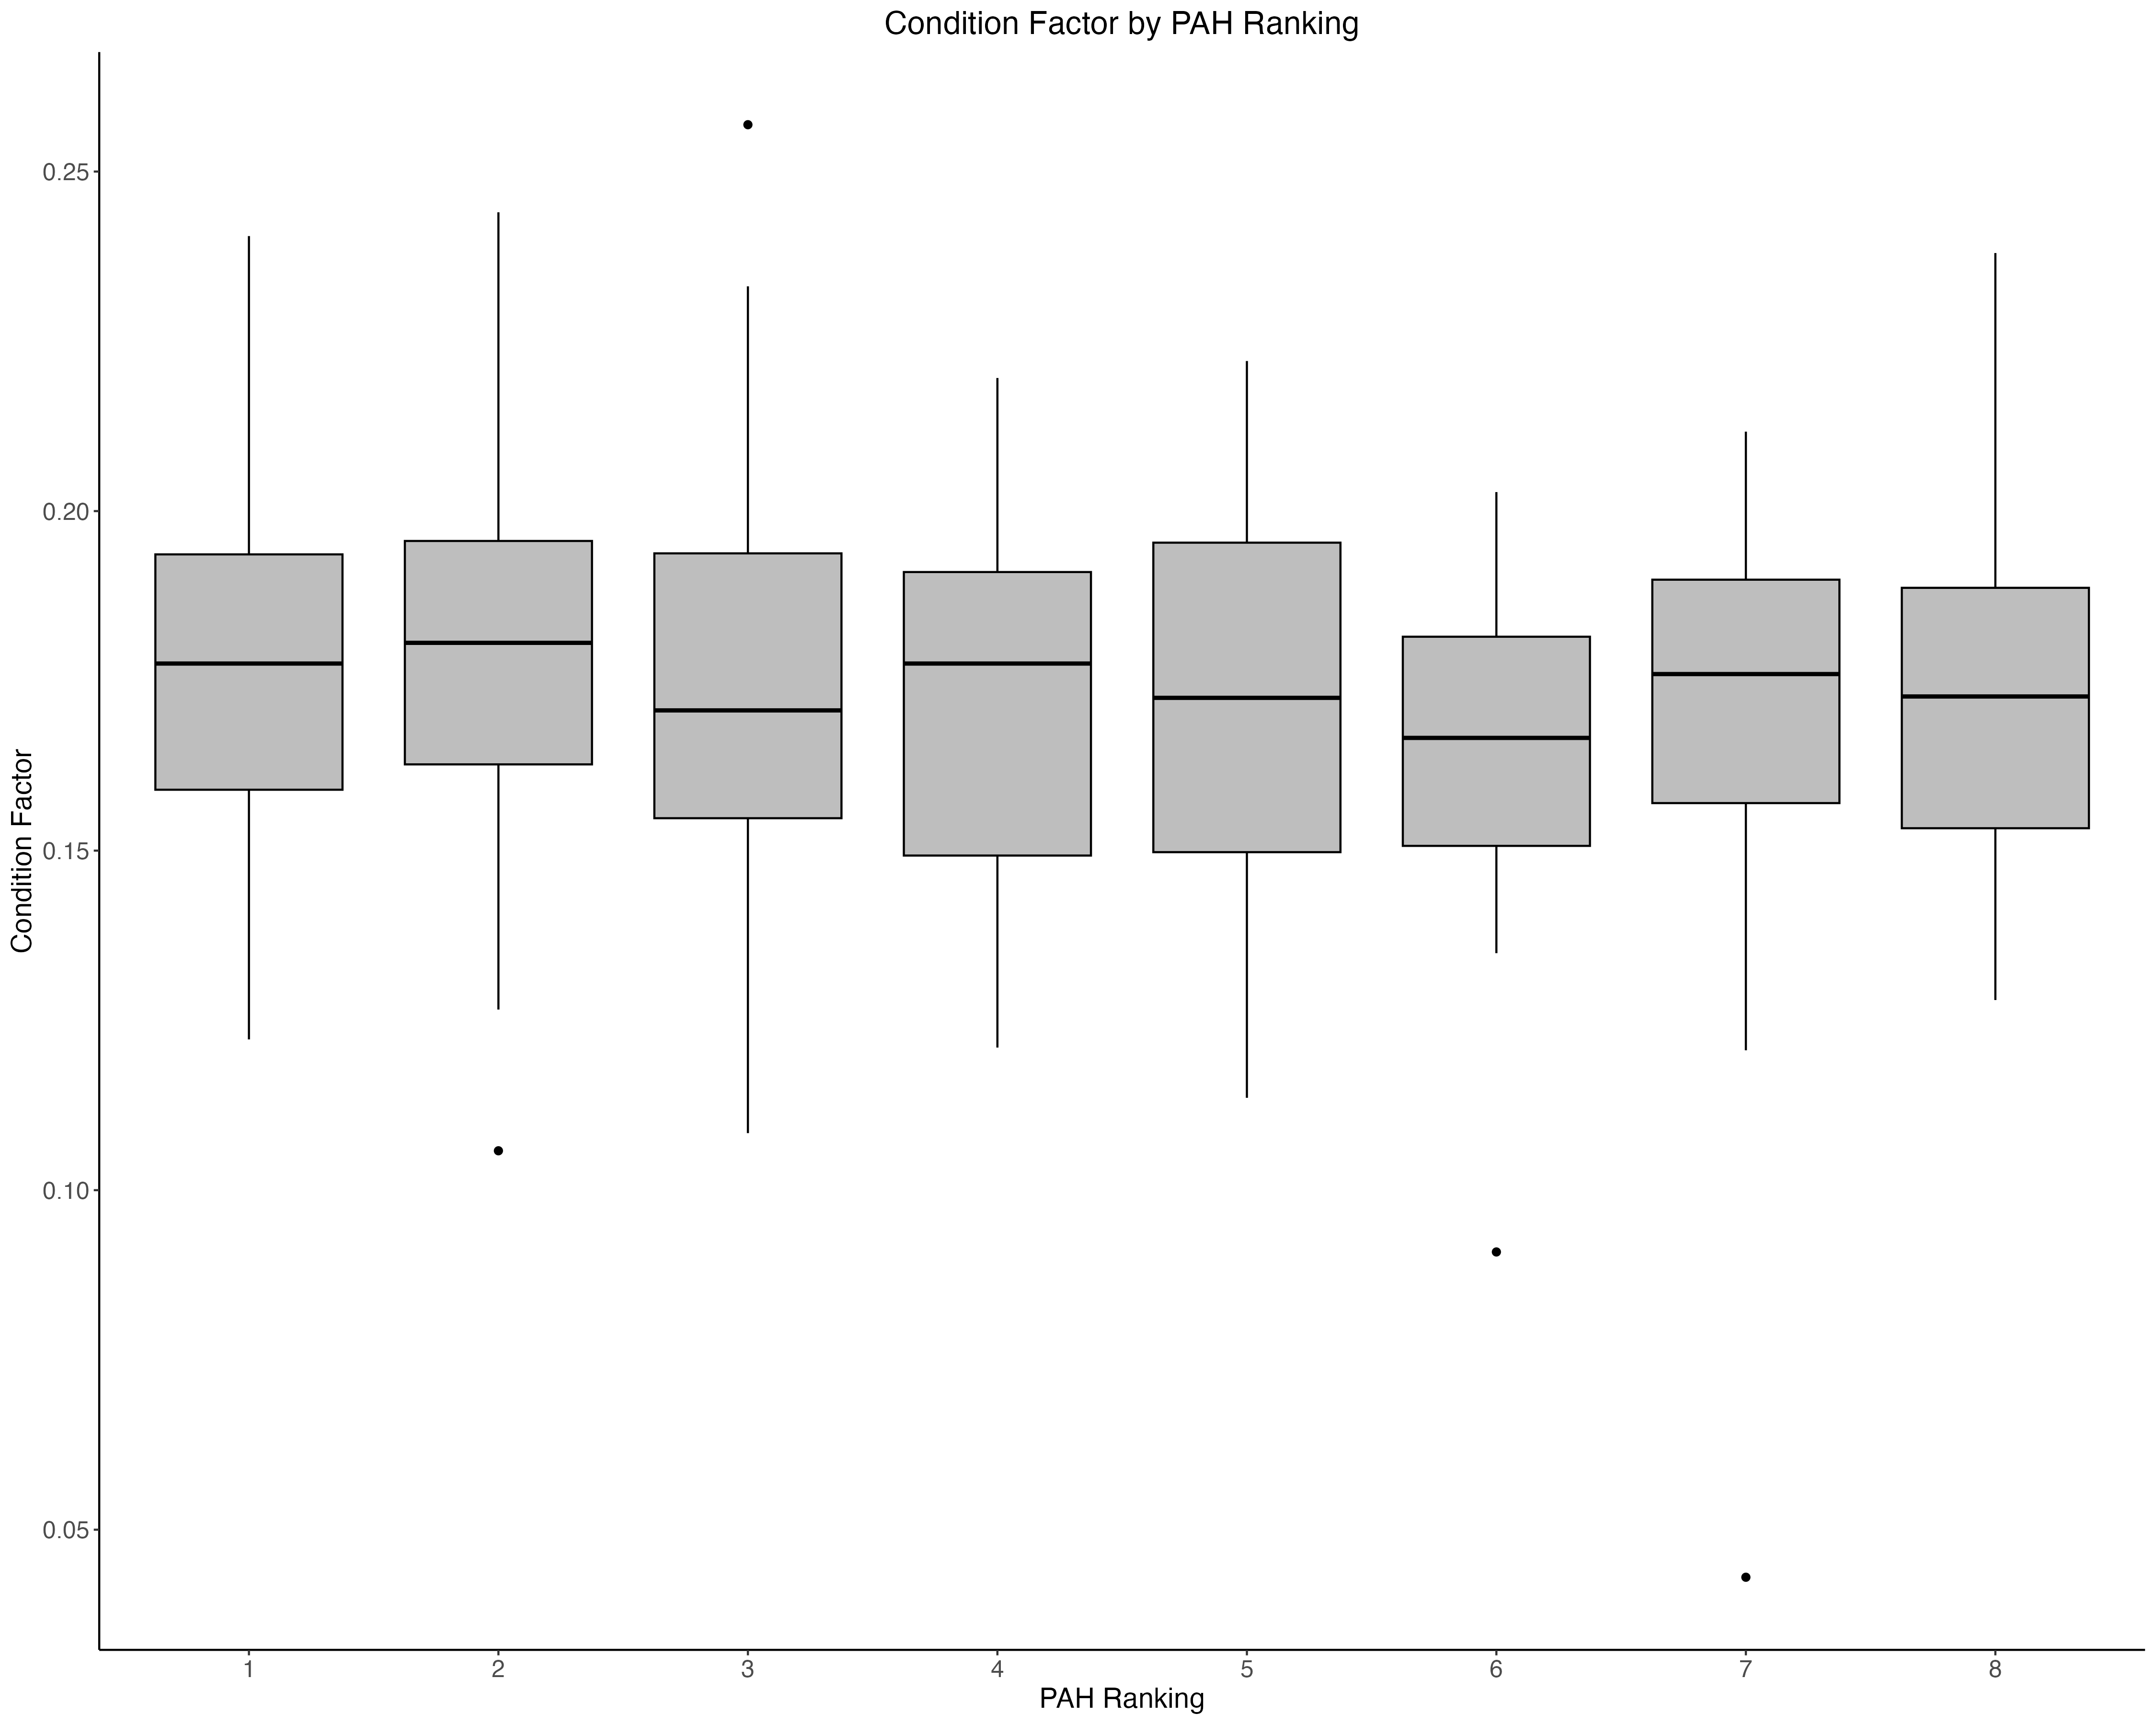 Condition Factor by PAH Ranking
Condition Factor
0.25
0.20
0.15
0.10
0.05
1 2 3 4 5 6 7 8
PAH Ranking